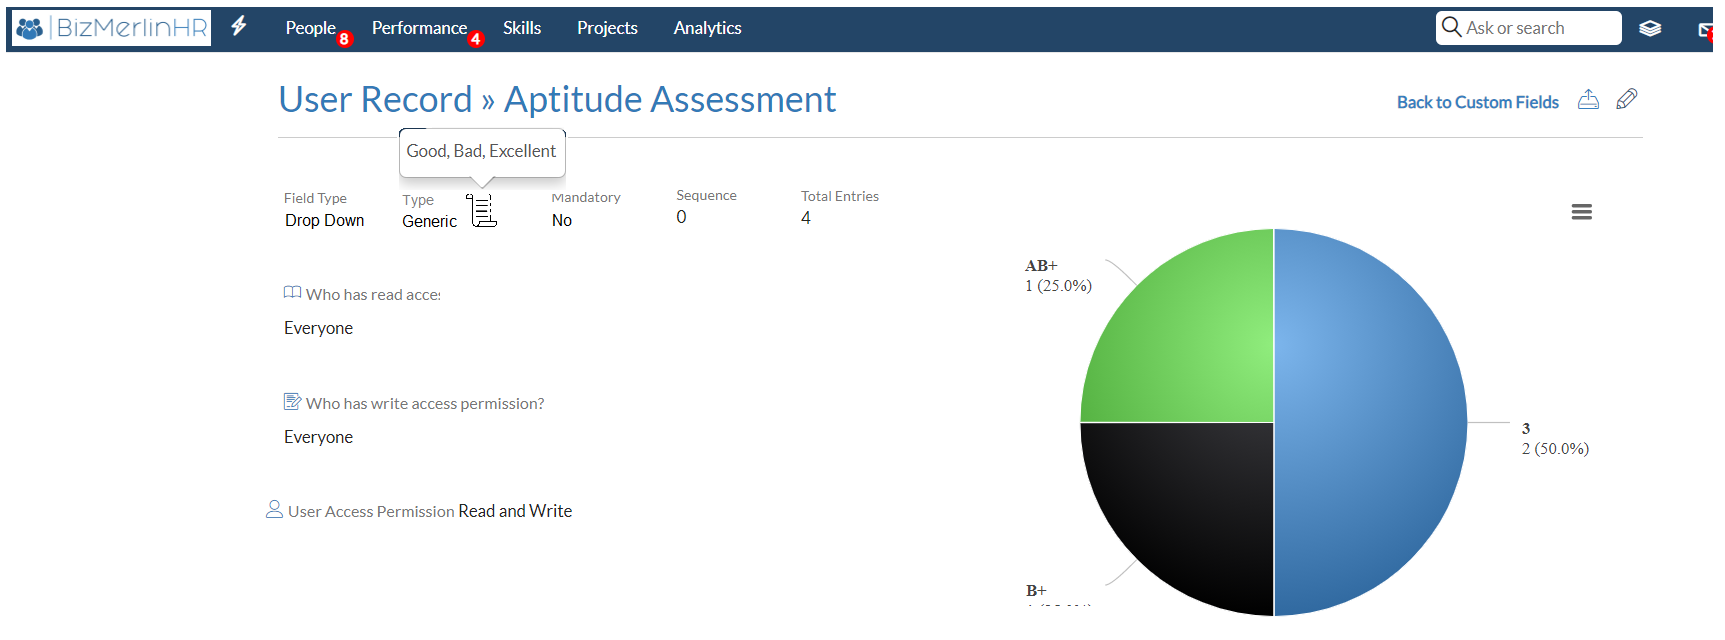 BizMerlinHR
People 8 Performance 4 Skills Projects Analytics
Ask or search
User Record » Aptitude Assessment
Back to Custom Fields
Good, Bad, Excellent
Field Type
Drop Down
Type
Generic
Mandatory
No
Sequence
0
Total Entries
4
Who has read acce
Everyone
Who has write access permission?
Everyone
User Access Permission Read and Write
AB+
1 (25.0%)
3
2 (50.0%)
B+